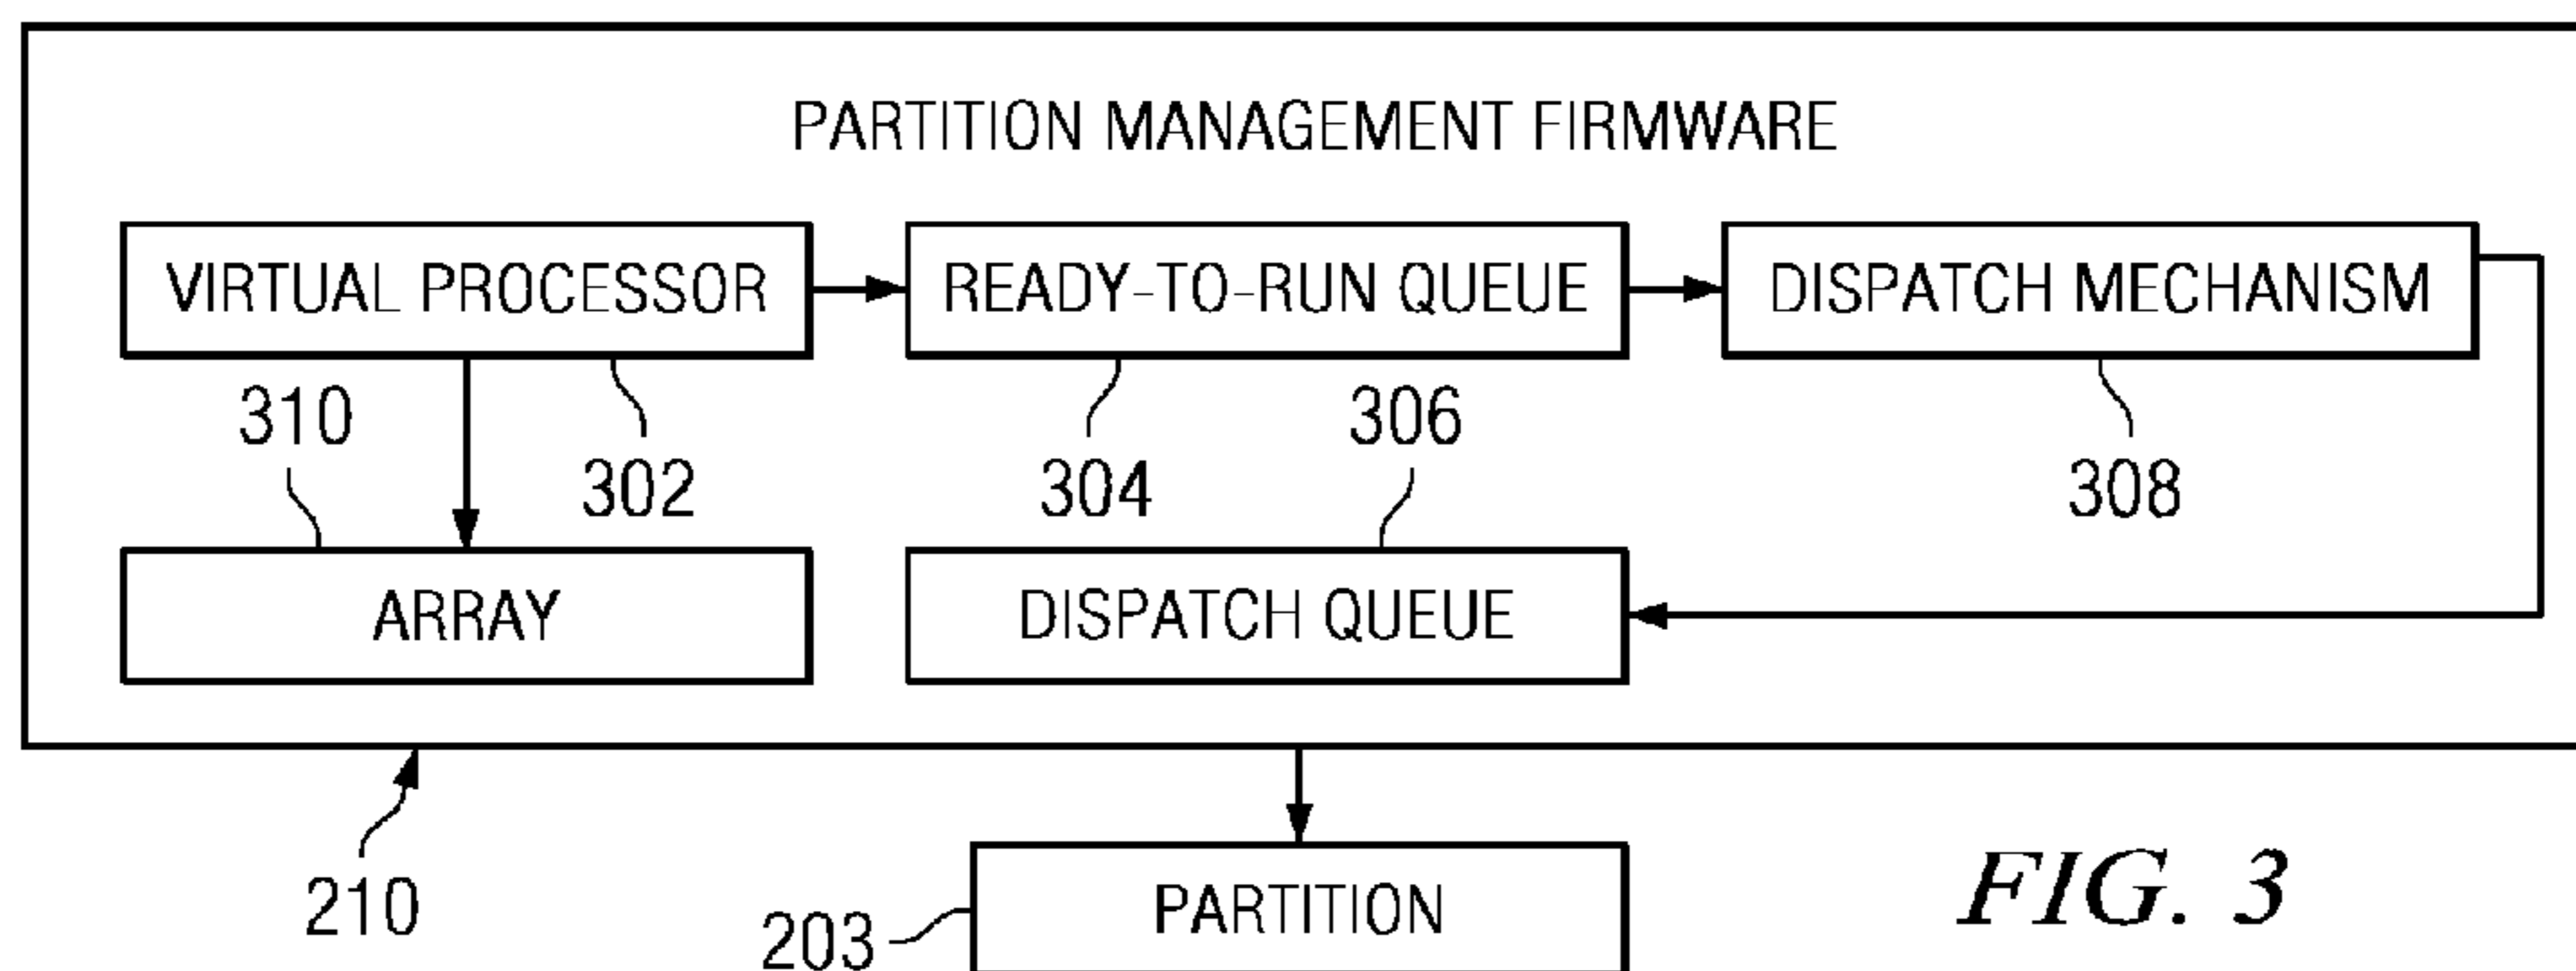 PARTITION MANAGEMENT FIRMWARE
VIRTUAL PROCESSOR
READY-TO-RUN QUEUE
DISPATCH MECHANISM
310
302
304
306
308
ARRAY
DISPATCH QUEUE
210
203
PARTITION
FIG. 3